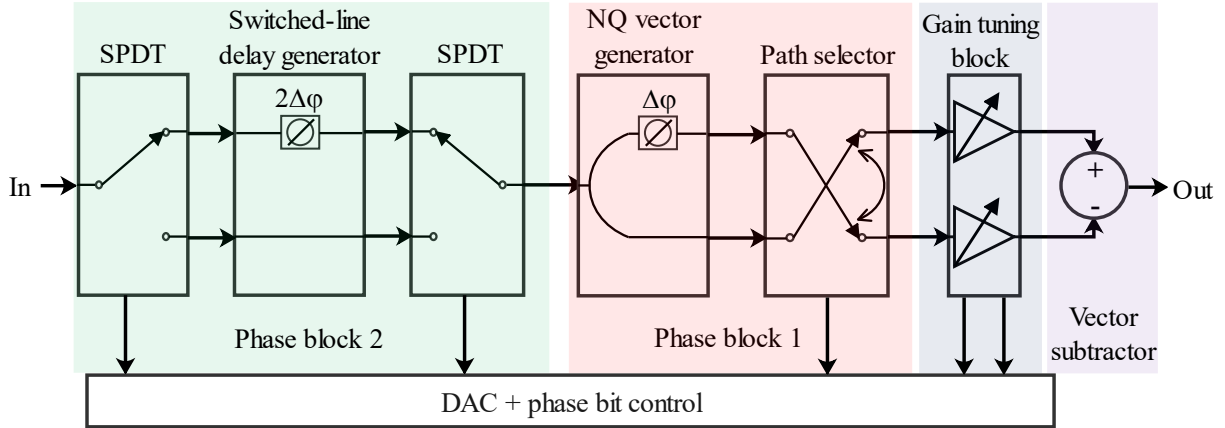 Switched-line
delay generator
SPDT
SPDT
NQ vector
generator
Path selector
Gain tuning
block
2Δφ
Δφ
In
+
-
Out
Phase block 2
Phase block 1
Vector
subtractor
DAC + phase bit control